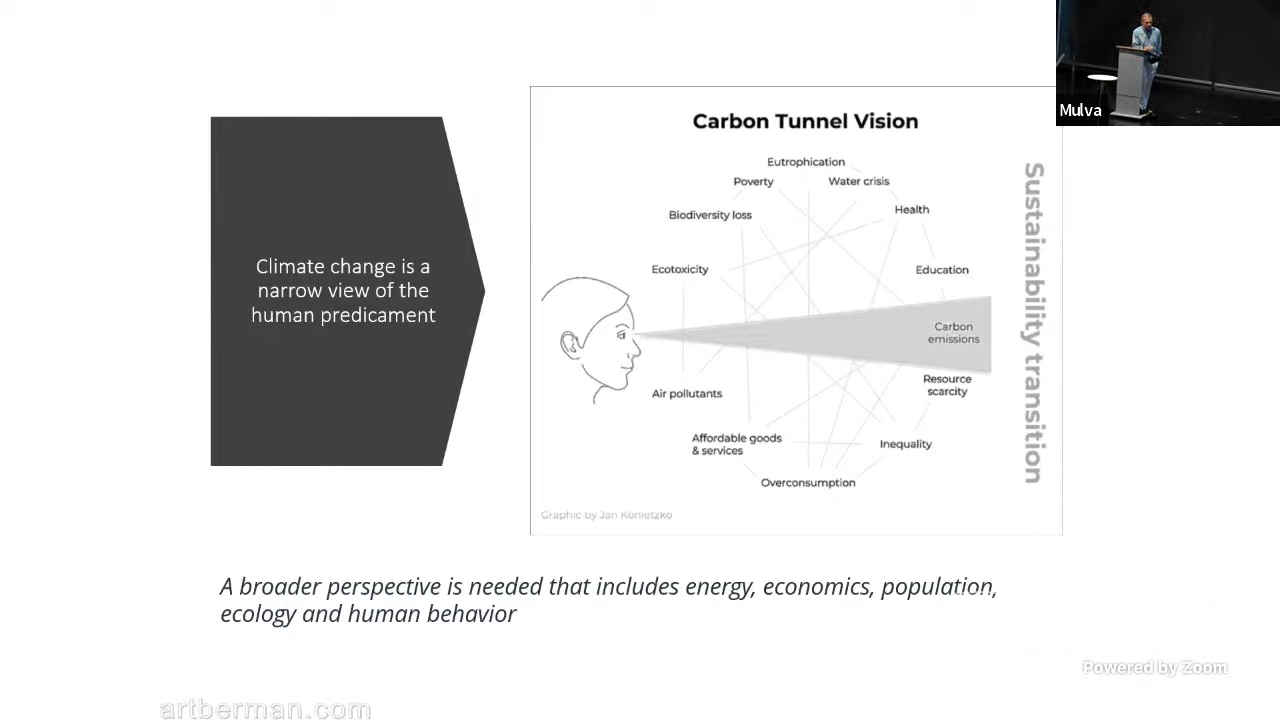 Mulva
Climate change is a
narrow view of the
human predicament
Carbon Tunnel Vision
Eutrophication
Poverty
Water crisis
Biodiversity loss
Health
Ecotoxicity
Education
Carbon
emissions
Air pollutants
Resource
scarcity
Affordable goods
& services
Inequality
Overconsumption
Sustainability transition
Graphic by Jan Konietzko
A broader perspective is needed that includes energy, economics, population,
ecology and human behavior
Powered by Zoom
artberman.com